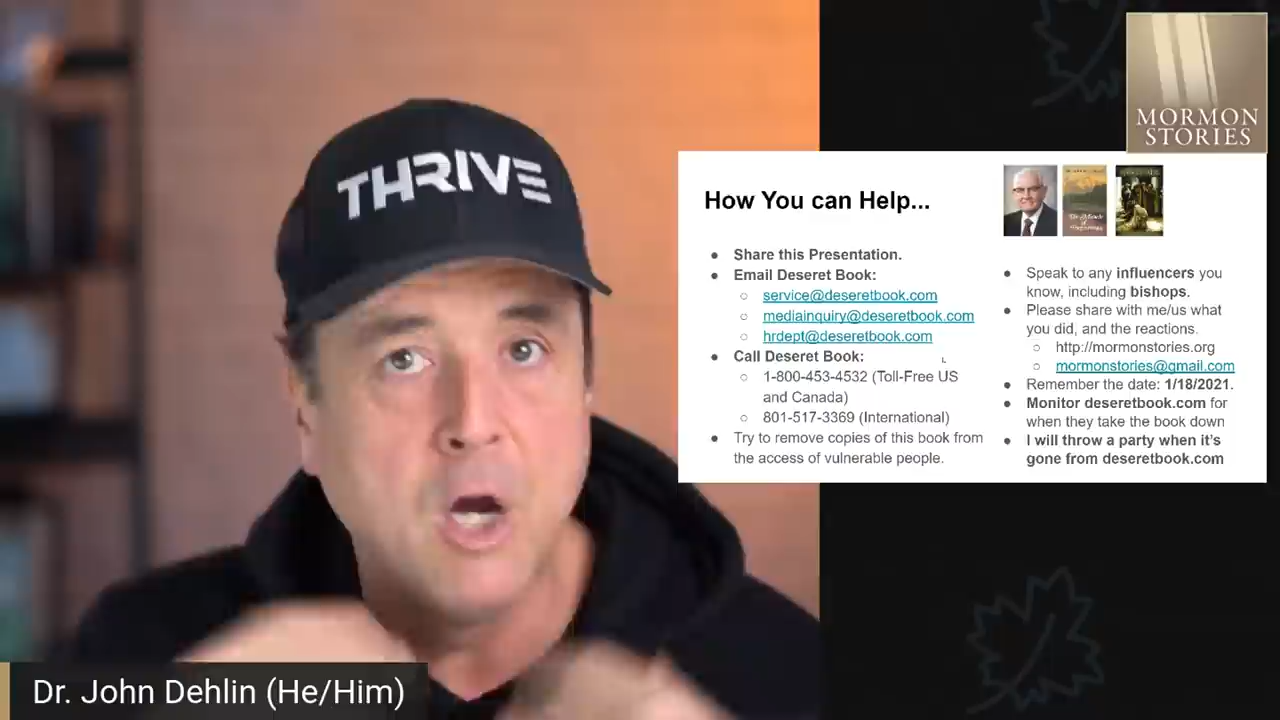 THRIVE
MORMON
STORIES
How You can Help...
● Share this Presentation.
● Email Deseret Book:
○ service@deseretbook.com
○ mediainquiry@deseretbook.com
○ hrdept@deseretbook.com
● Call Deseret Book:
○ 1-800-453-4532 (Toll-Free US
and Canada)
○ 801-517-3369 (International)
● Try to remove copies of this book from
the access of vulnerable people.
● Speak to any influencers you
know, including bishops.
● Please share with me/us what
you did, and the reactions.
○ http://mormonstories.org
○ mormonstories@gmail.com
● Remember the date: 1/18/2021.
● Monitor deseretbook.com for
when they take the book down
● I will throw a party when it's
gone from deseretbook.com
Dr. John Dehlin (He/Him)